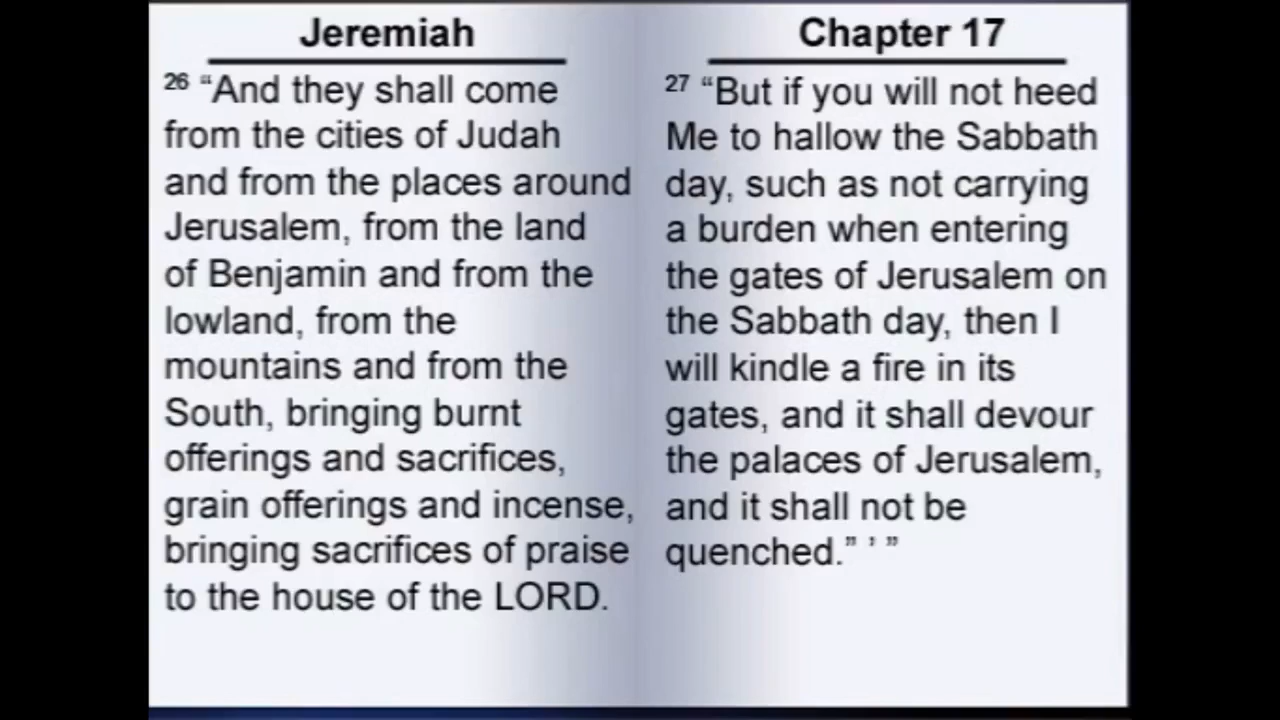 Jeremiah
26 “And they shall come
from the cities of Judah
and from the places around
Jerusalem, from the land
of Benjamin and from the
lowland, from the
mountains and from the
South, bringing burnt
offerings and sacrifices,
grain offerings and incense,
bringing sacrifices of praise
to the house of the LORD.
Chapter 17
27 “But if you will not heed
Me to hallow the Sabbath
day, such as not carrying
a burden when entering
the gates of Jerusalem on
the Sabbath day, then I
will kindle a fire in its
gates, and it shall devour
the palaces of Jerusalem,
and it shall not be
quenched.” ’ ”